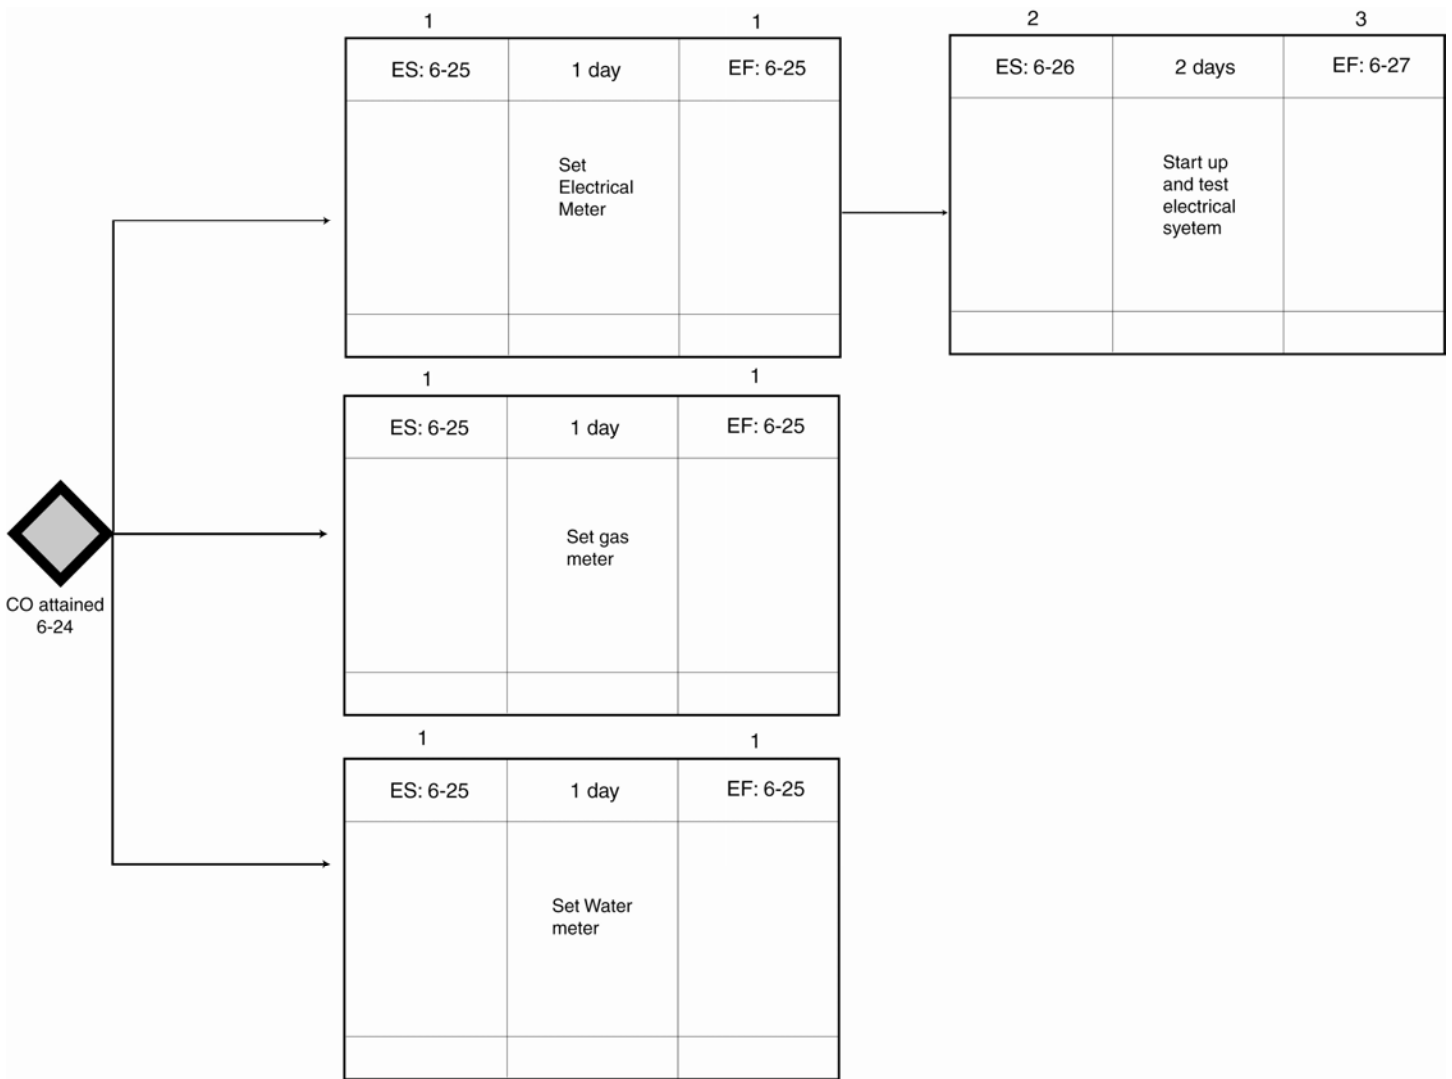 1 1
ES: 6-25 1 day EF: 6-25
Set
Electrical
Meter
2 3
ES: 6-26 2 days EF: 6-27
Start up
and test
electrical
syetem
1 1
ES: 6-25 1 day EF: 6-25
Set gas
meter
CO attained
6-24
1 1
ES: 6-25 1 day EF: 6-25
Set Water
meter